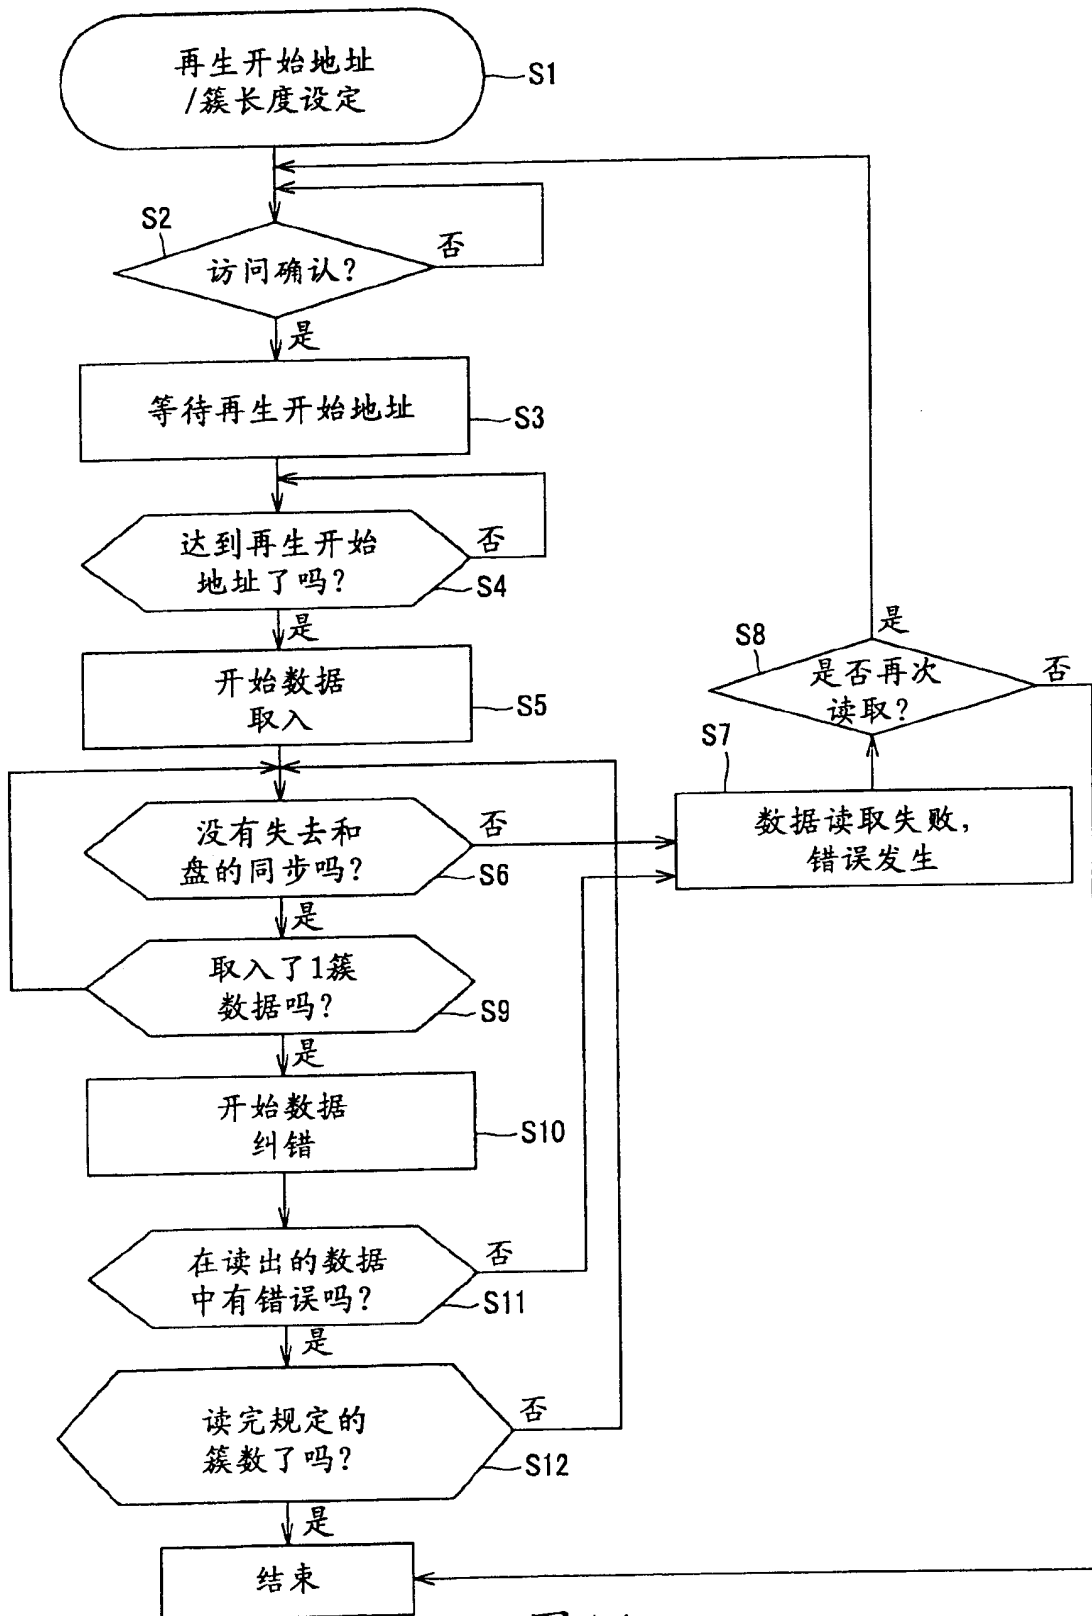 再生开始地址
/簇长度设定
S1
S2
访问确认?
否
是
等待再生开始地址
S3
达到再生开始
地址了吗?
否
S4
是
开始数据
取入
S5
S8
是
是否再次
读取?
否
S7
数据读取失败,
错误发生
没有失去和
盘的同步吗?
否
S6
是
取入了1簇
数据吗?
S9
是
开始数据
纠错
S10
在读出的数据
中有错误吗?
否
S11
是
读完规定的
簇数了吗?
否
S12
是
结束